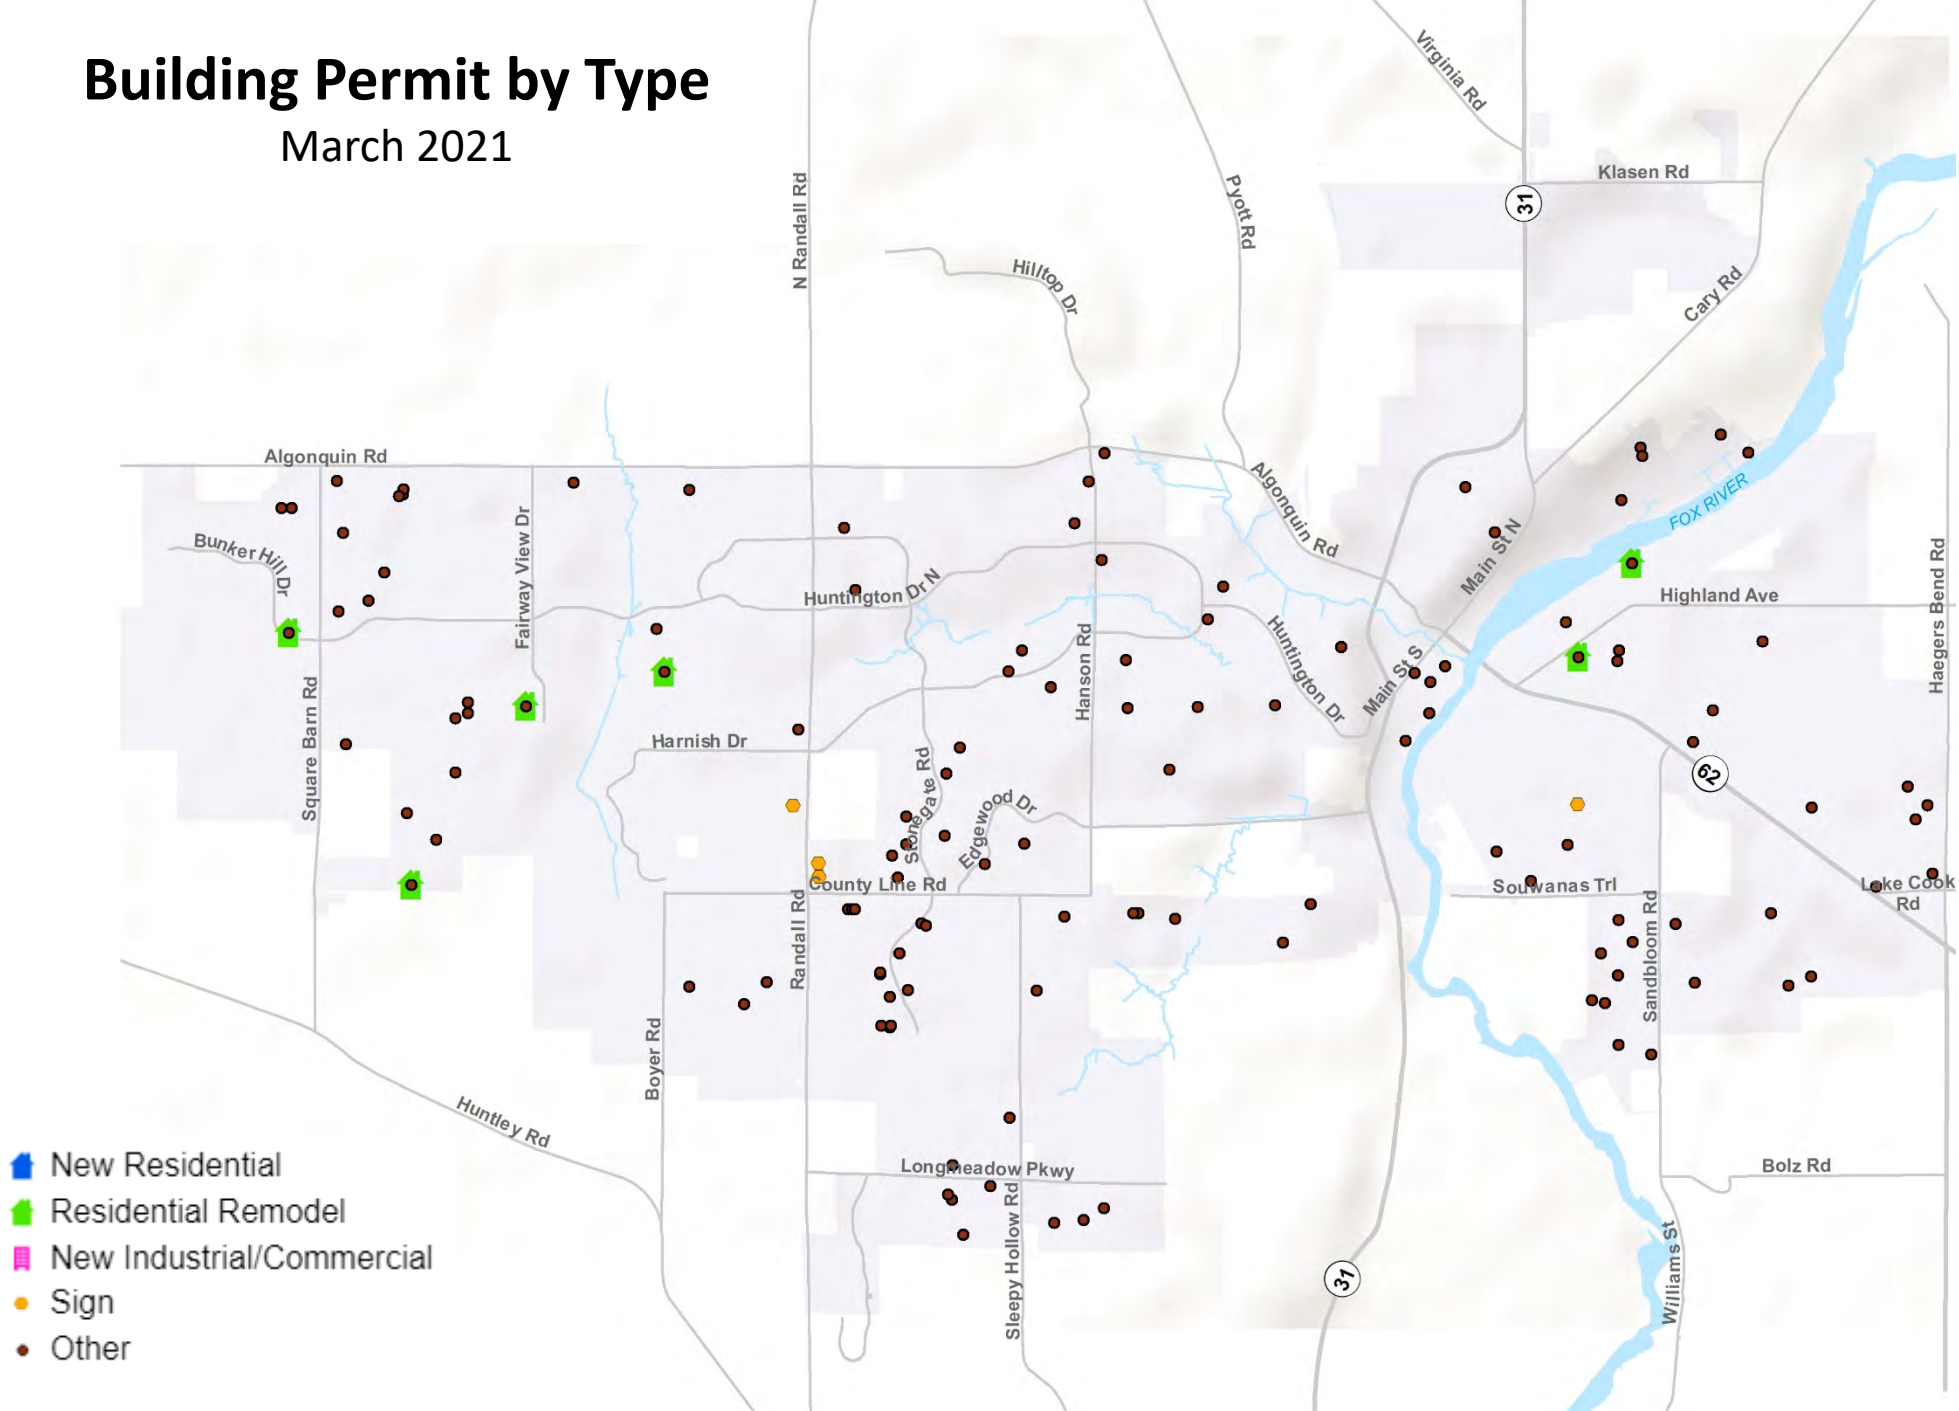 Building Permit by Type
March 2021
Virginia Rd
Klasen Rd
31
N Randall Rd
Pyott Rd
Hilltop Dr
Cary Rd
Algonquin Rd
Algonquin Rd
FOX RIVER
Bunker Hill Dr
Fairway View Dr
Main St N
Huntington Dr N
Highland Ave
Haegers Bend Rd
Huntington Dr
Hanson Rd
Main St S
Square Barn Rd
Harnish Dr
Stonegate Rd
62
Edgewood Dr
County Line Rd
Souwanas Trl
Lake Cook
Rd
Randall Rd
Sandbloom Rd
Boyer Rd
Huntley Rd
Longmeadow Pkwy
Bolz Rd
Sleepy Hollow Rd
Williams St
31
New Residential
Residential Remodel
New Industrial/Commercial
Sign
Other